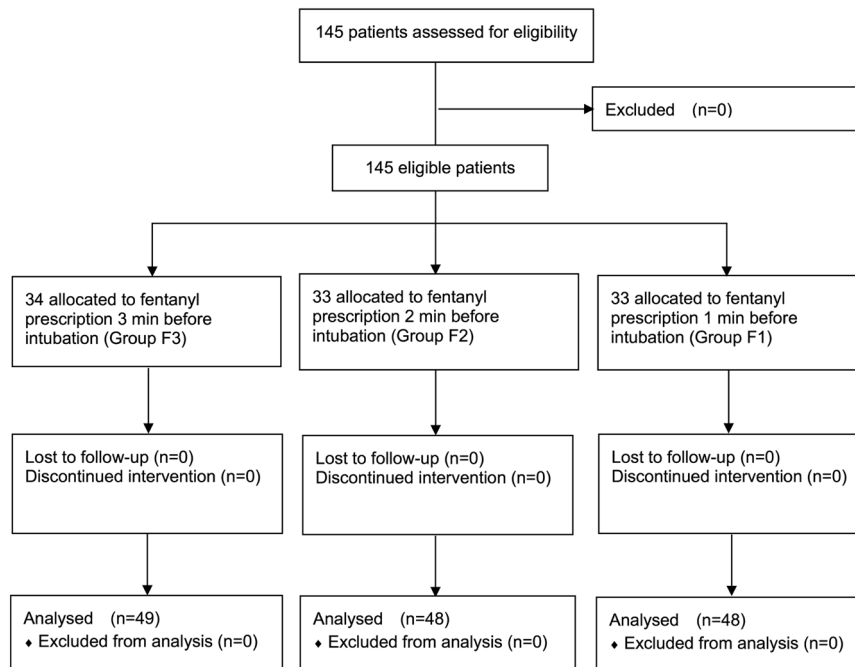 145 patients assessed for eligibility
Excluded (n=0)
145 eligible patients
34 allocated to fentanyl
prescription 3 min before
intubation (Group F3)
33 allocated to fentanyl
prescription 2 min before
intubation (Group F2)
33 allocated to fentanyl
prescription 1 min before
intubation (Group F1)
Lost to follow-up (n=0)
Discontinued intervention (n=0)
Lost to follow-up (n=0)
Discontinued intervention (n=0)
Lost to follow-up (n=0)
Discontinued intervention (n=0)
Analysed (n=49)
♦ Excluded from analysis (n=0)
Analysed (n=48)
♦ Excluded from analysis (n=0)
Analysed (n=48)
♦ Excluded from analysis (n=0)